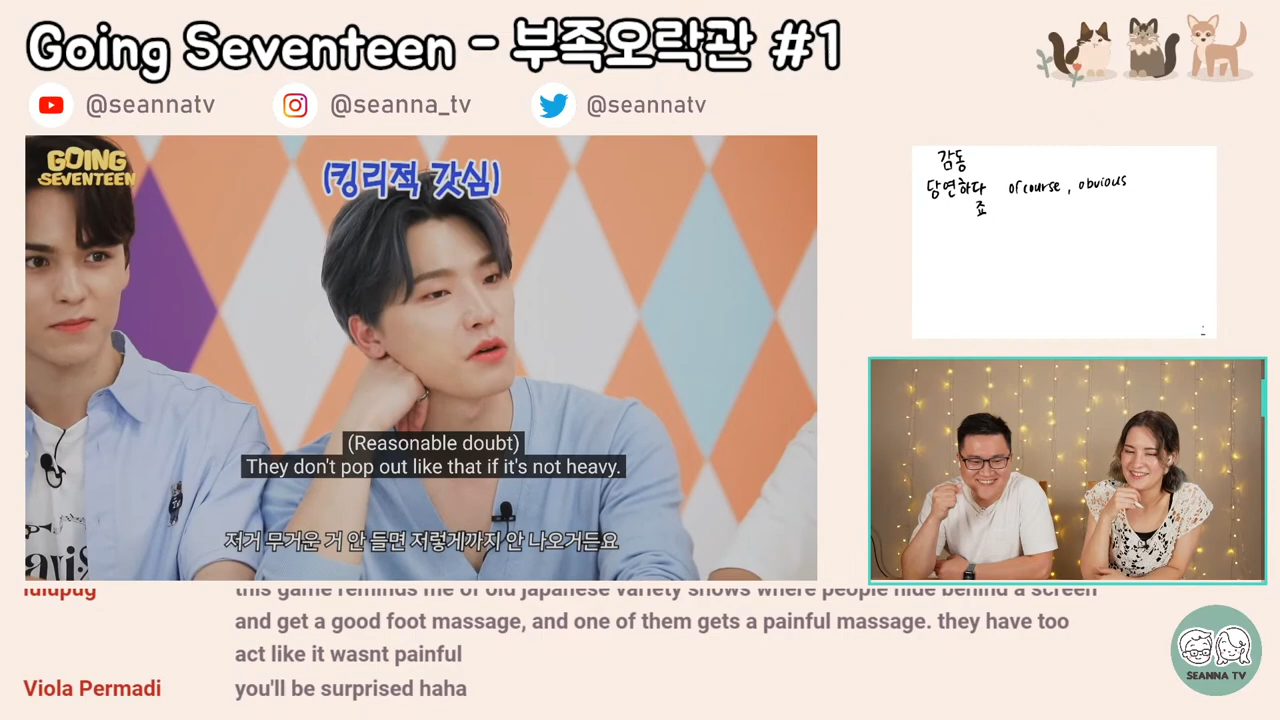 Going Seventeen - 부족오락관 #1
@seannatv
@seanna_tv
@seannatv
GOING
SEVENTEEN
(킹리적 갓심)
(Reasonable doubt)
They don't pop out like that if it's not heavy.
저거 무거운 거 안 들면 저렇게까지 안 나오거든요
감동
당연하다 of course, obvious
죠
lulupug this game reminds me of old japanese variety shows where people hide behind a screen
and get a good foot massage, and one of them gets a painful massage. they have too
act like it wasnt painful
Viola Permadi you'll be surprised haha
SEANNA TV